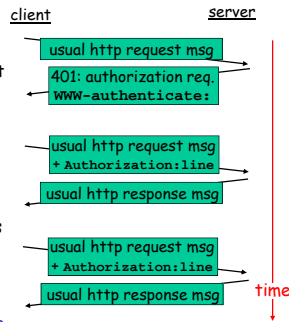 client
server
usual http request msg
401: authorization req.
WWW-authenticate:
usual http request msg
+ Authorization:line
usual http response msg
usual http request msg
+ Authorization:line
usual http response msg
time